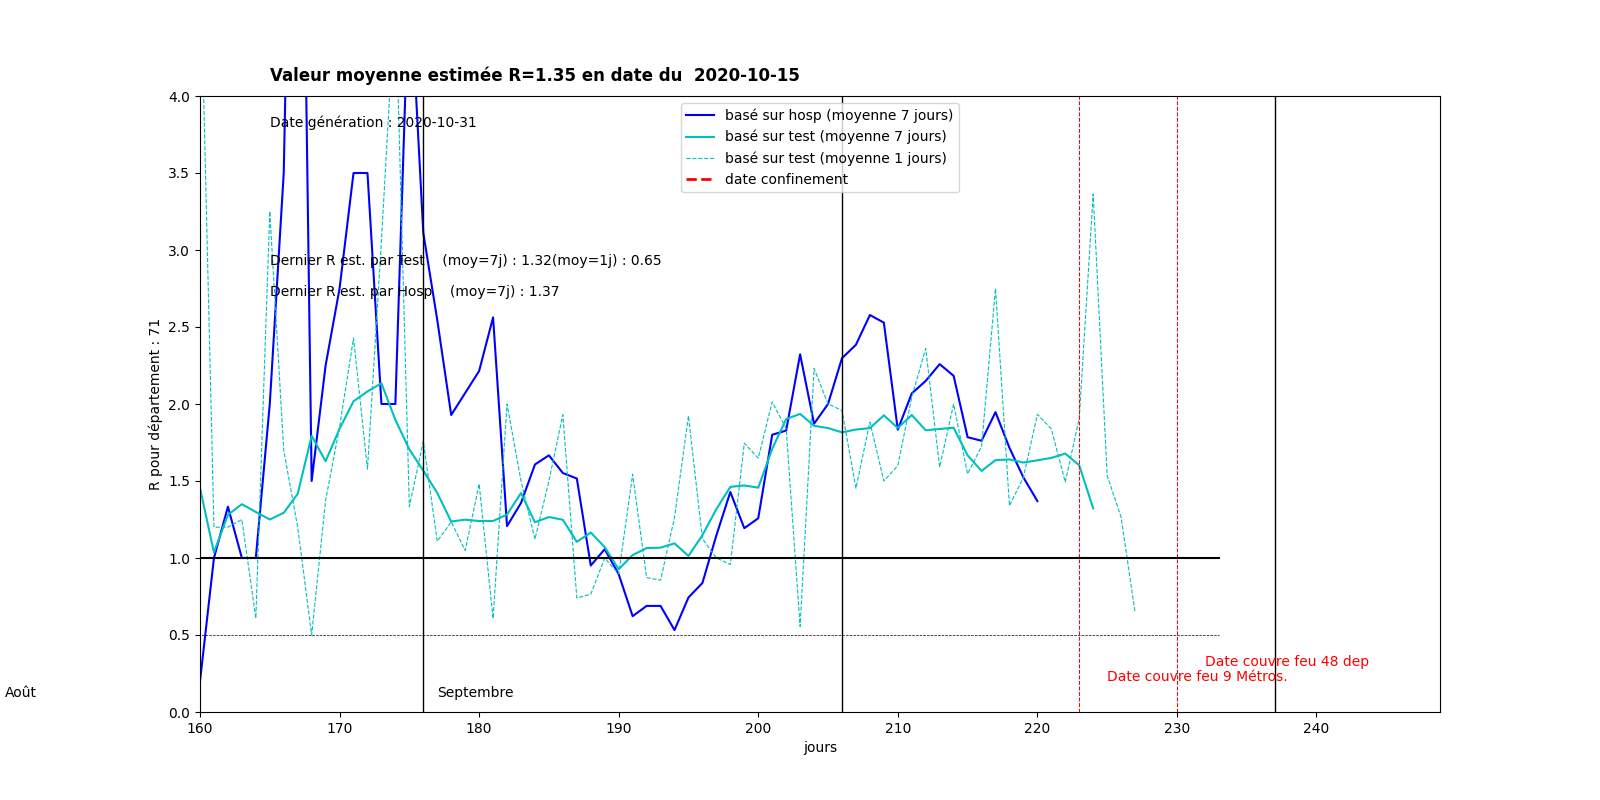 Valeur moyenne estimée R=1.35 en date du  2020-10-15
4.0
Date génération : 2020-10-31
basé sur hosp (moyenne 7 jours)
basé sur test (moyenne 7 jours)
basé sur test (moyenne 1 jours)
date confinement
3.5
3.0
Dernier R est. par Test    (moy=7j) : 1.32(moy=1j) : 0.65
Dernier R est. par Hosp    (moy=7j) : 1.37
2.5
R pour département : 71
2.0
1.5
1.0
0.5
Date couvre feu 48 dep
Date couvre feu 9 Métros.
Août
Septembre
0.0
160 170 180 190 200 210 220 230 240
jours